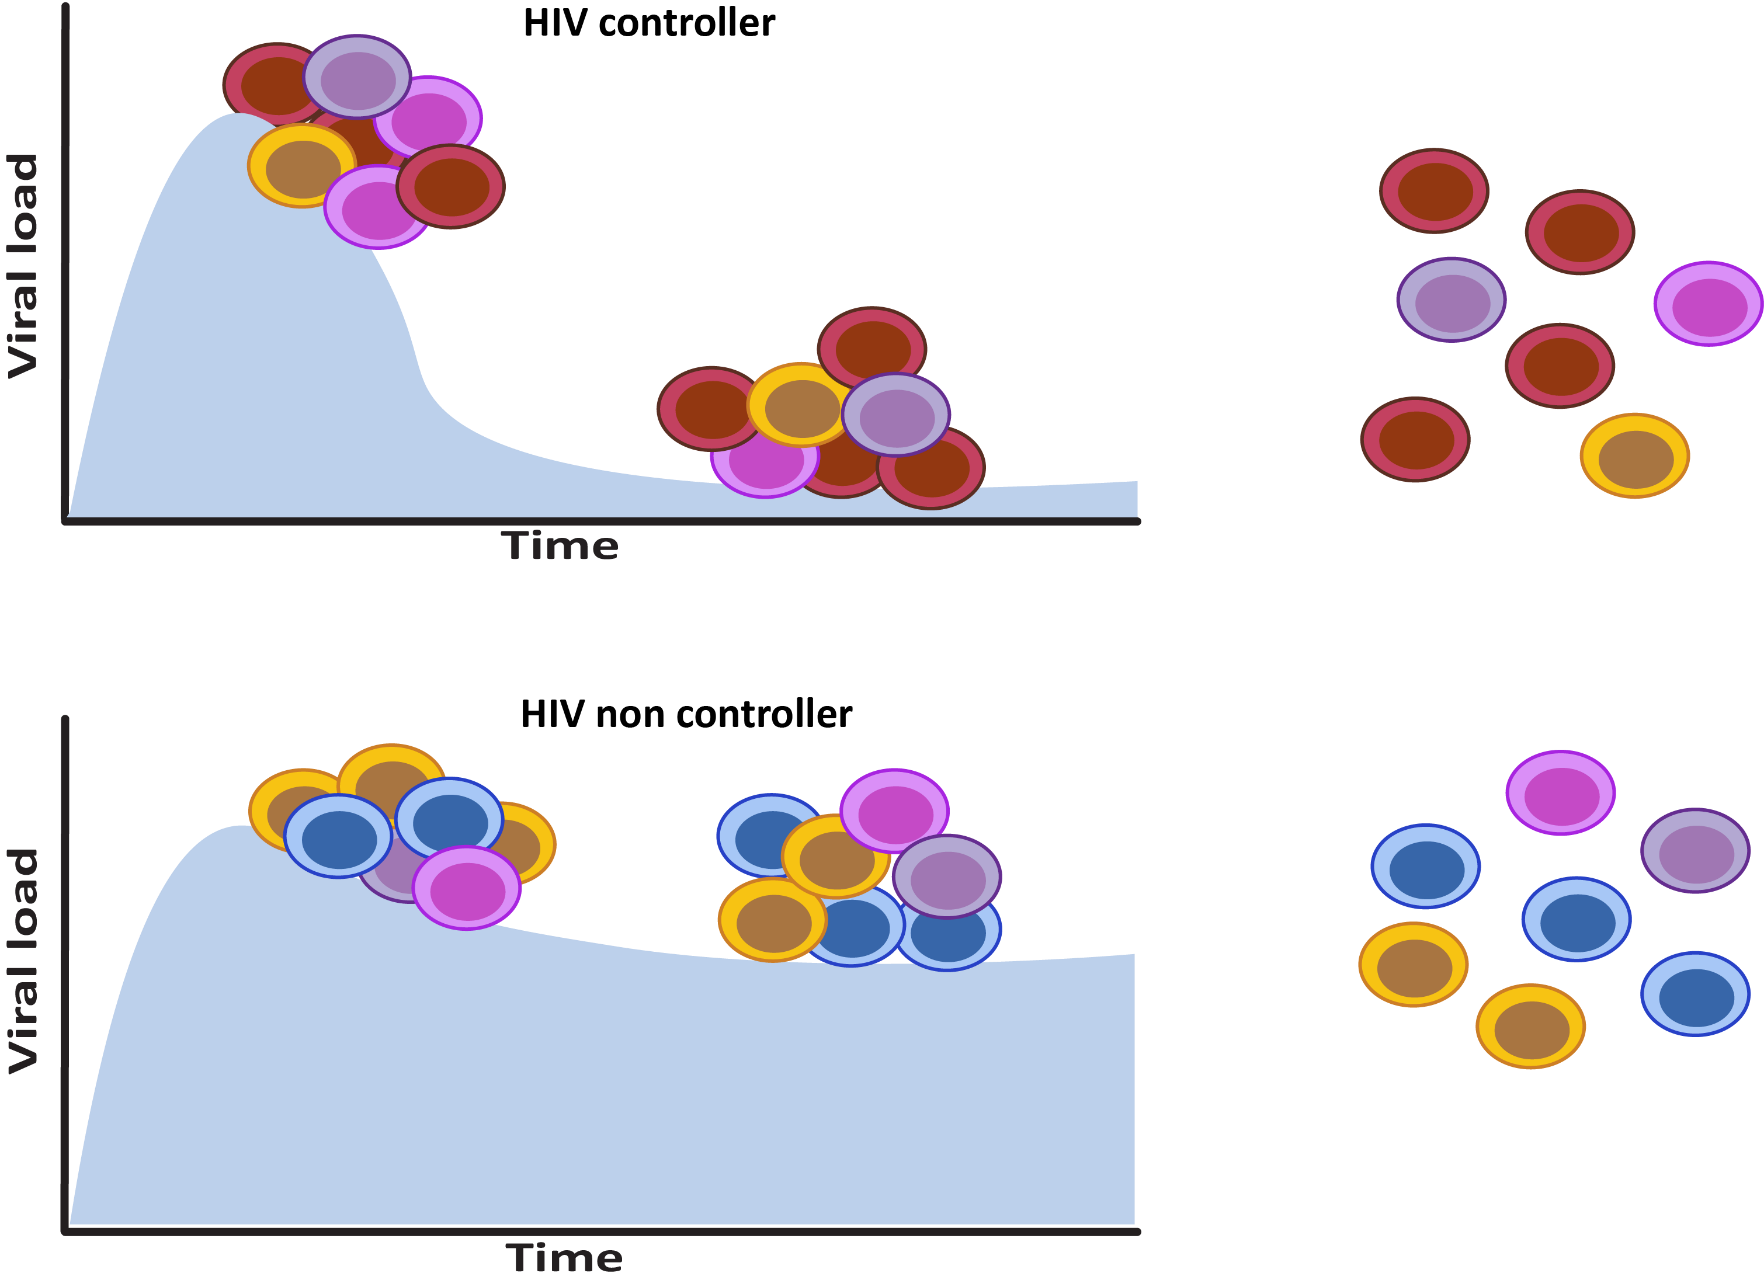 HIV controller
Viral load
Time
HIV non controller
Viral load
Time